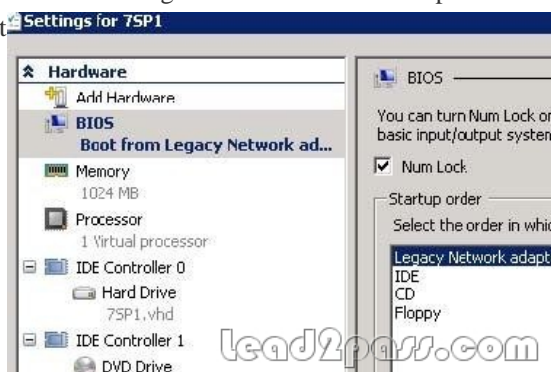 Settings for 7SP1
Hardware
Add Hardware
BIOS
Boot from Legacy Network ad...
Memory
1024 MB
Processor
1 Virtual processor
IDE Controller 0
Hard Drive
7SP1.vhd
IDE Controller 1
DVD Drive
BIOS
You can turn Num Lock or
basic input/output system
Num Lock
Startup order
Select the order in whic
Legacy Network adapt
IDE
CD
Floppy
Lead2pass.com